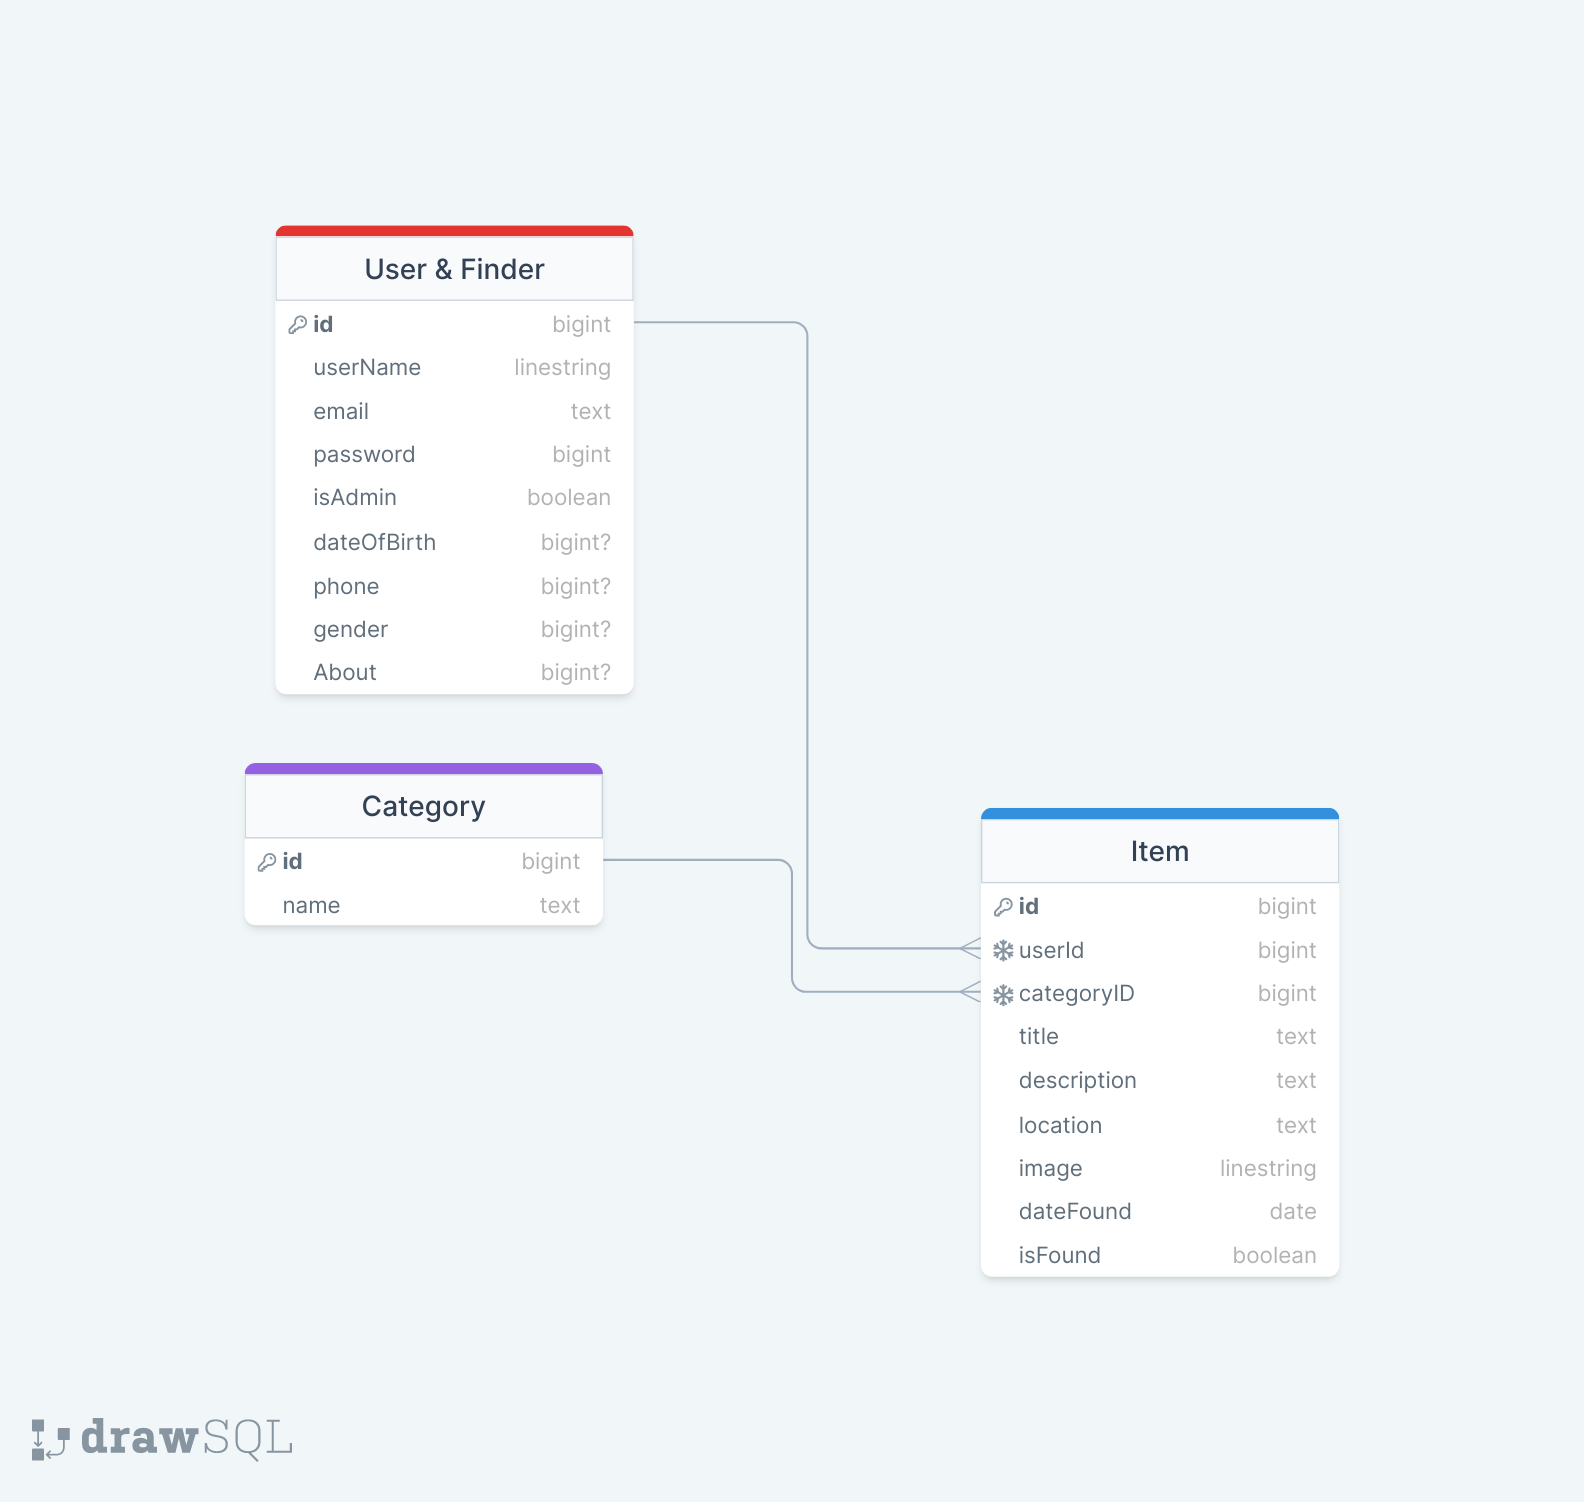 User & Finder
id bigint
userName linestring
email text
password bigint
isAdmin boolean
dateOfBirth bigint?
phone bigint?
gender bigint?
About bigint?
Category
id bigint
name text
Item
id bigint
userId bigint
categoryID bigint
title text
description text
location text
image linestring
dateFound date
isFound boolean
drawSQL